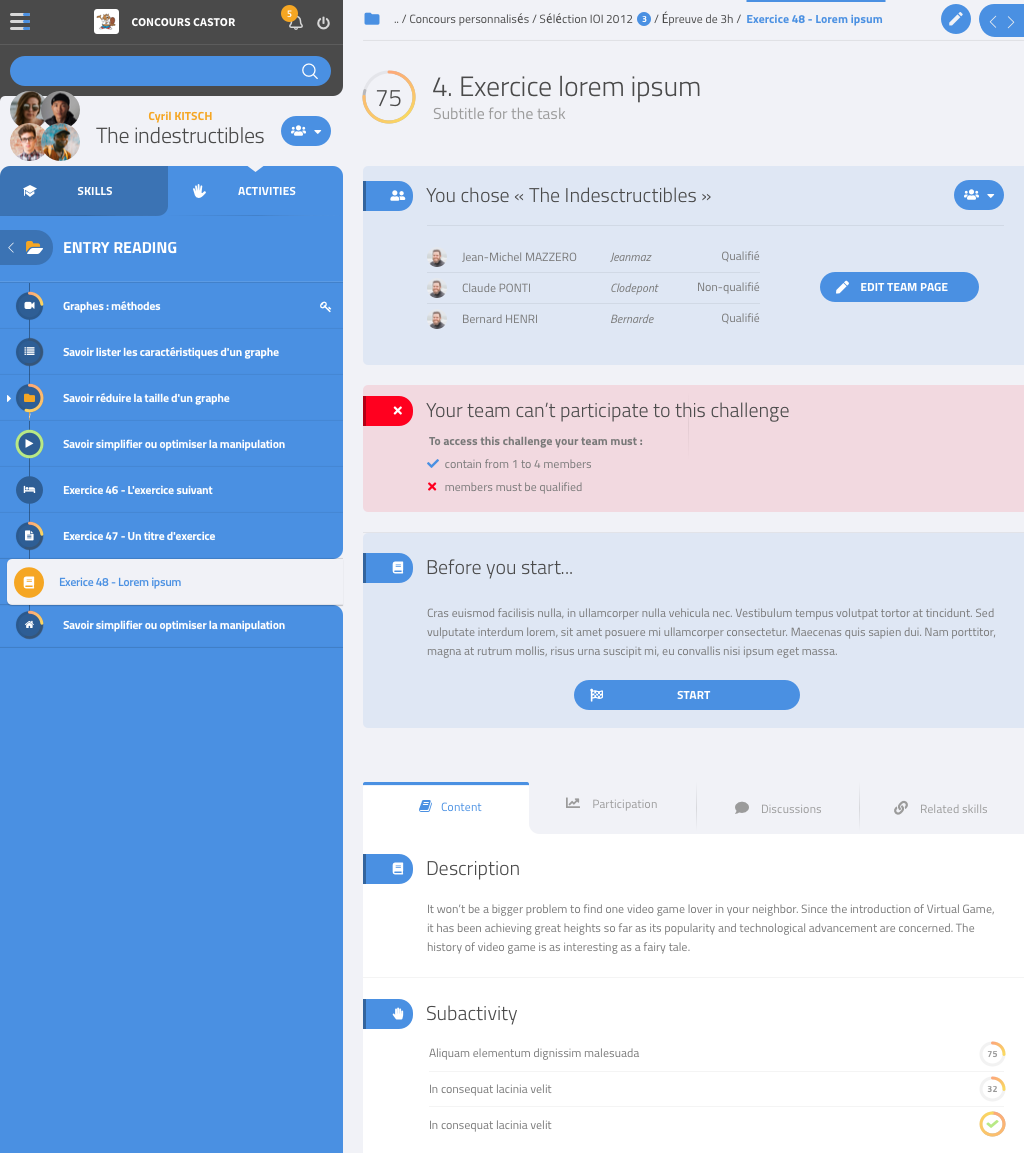 CONCOURS CASTOR
5
Cyril KITSCH
The indestructibles
SKILLS
ACTIVITIES
ENTRY READING
Graphes : méthodes
Savoir lister les caractéristiques d'un graphe
Savoir réduire la taille d'un graphe
Savoir simplifier ou optimiser la manipulation
Exercice 46 - L'exercice suivant
Exercice 47 - Un titre d'exercice
Exerice 48 - Lorem ipsum
Savoir simplifier ou optimiser la manipulation
.. / Concours personnalisés / Séléction IOI 2012 3 / Épreuve de 3h / Exercice 48 - Lorem ipsum
75
4. Exercice lorem ipsum
Subtitle for the task
You chose « The Indesctructibles »
Jean-Michel MAZZERO Jeanmaz Qualifié
Claude PONTI Clodepont Non-qualifié
Bernard HENRI Bernarde Qualifié
EDIT TEAM PAGE
Your team can’t participate to this challenge
To access this challenge your team must :
contain from 1 to 4 members
members must be qualified
Before you start...
Cras euismod facilisis nulla, in ullamcorper nulla vehicula nec. Vestibulum tempus volutpat tortor at tincidunt. Sed
vulputate interdum lorem, sit amet posuere mi ullamcorper consectetur. Maecenas quis sapien dui. Nam porttitor,
magna at rutrum mollis, risus urna suscipit mi, eu convallis nisi ipsum eget massa.
START
Content
Participation
Discussions
Related skills
Description
It won’t be a bigger problem to find one video game lover in your neighbor. Since the introduction of Virtual Game,
it has been achieving great heights so far as its popularity and technological advancement are concerned. The
history of video game is as interesting as a fairy tale.
Subactivity
Aliquam elementum dignissim malesuada 75
In consequat lacinia velit 32
In consequat lacinia velit